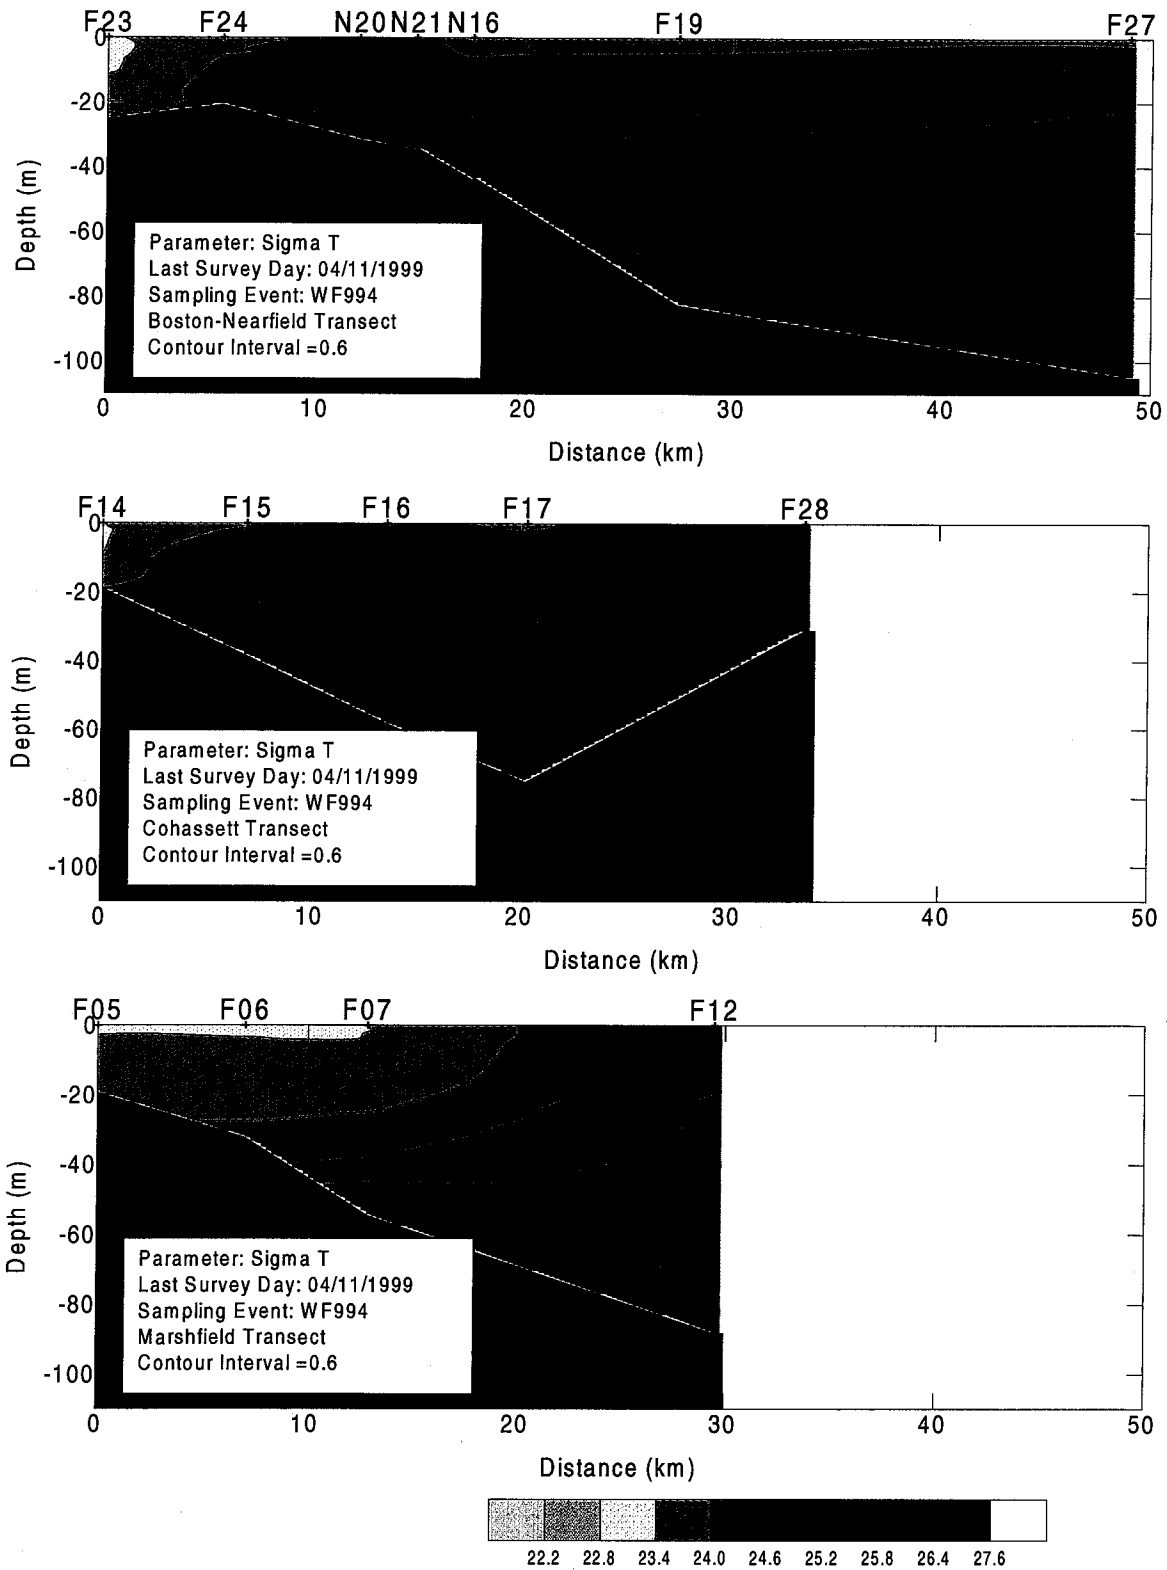 F23 F24 N20 N21 N16 F19 F27
0
-20
-40
-60
-80
-100
Depth (m)
Parameter: Sigma T
Last Survey Day: 04/11/1999
Sampling Event: WF994
Boston-Nearfield Transect
Contour Interval =0.6
0 10 20 30 40 50
Distance (km)
F14 F15 F16 F17 F28
0
-20
-40
-60
-80
-100
Depth (m)
Parameter: Sigma T
Last Survey Day: 04/11/1999
Sampling Event: WF994
Cohassett Transect
Contour Interval =0.6
0 10 20 30 40 50
Distance (km)
F05 F06 F07 F12
0
-20
-40
-60
-80
-100
Depth (m)
Parameter: Sigma T
Last Survey Day: 04/11/1999
Sampling Event: WF994
Marshfield Transect
Contour Interval =0.6
0 10 20 30 40 50
Distance (km)
22.2 22.8 23.4 24.0 24.6 25.2 25.8 26.4 27.6